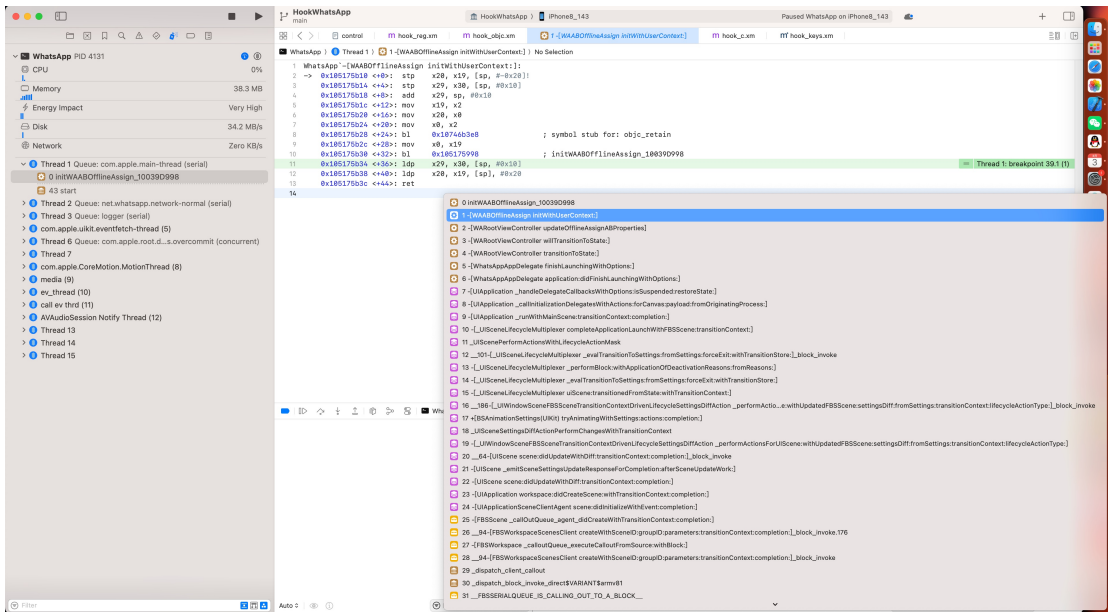 HookWhatsApp
main
HookWhatsApp 〉 iPhone8_143
Paused WhatsApp on iPhone8_143
control
m hook_reg.xm
m hook_objc.xm
1 -[WAABOfflineAssign initWithUserContext:]
m hook_c.xm
m hook_keys.xm
WhatsApp 〉 Thread 1 〉 1 -[WAABOfflineAssign initWithUserContext:] 〉 No Selection
WhatsApp PID 4131
CPU 0%
Memory 38.3 MB
Energy Impact Very High
Disk 34.2 MB/s
Network Zero KB/s
Thread 1 Queue: com.apple.main-thread (serial)
0 initWAABOfflineAssign_10039D998
43 start
Thread 2 Queue: net.whatsapp.network-normal (serial)
Thread 3 Queue: logger (serial)
com.apple.uikit.eventfetch-thread (5)
Thread 6 Queue: com.apple.root.d...s.overcommit (concurrent)
Thread 7
com.apple.CoreMotion.MotionThread (8)
media (9)
ev_thread (10)
call ev thrd (11)
AVAudioSession Notify Thread (12)
Thread 13
Thread 14
Thread 15
Filter
1 WhatsApp`-[WAABOfflineAssign initWithUserContext:]:
2 -> 0x105175b10 <+0>: stp x20, x19, [sp, #-0x20]!
3 0x105175b14 <+4>: stp x29, x30, [sp, #0x10]
4 0x105175b18 <+8>: add x29, sp, #0x10
5 0x105175b1c <+12>: mov x19, x2
6 0x105175b20 <+16>: mov x20, x0
7 0x105175b24 <+20>: mov x0, x2
8 0x105175b28 <+24>: bl 0x10746b3e8 ; symbol stub for: objc_retain
9 0x105175b2c <+28>: mov x0, x19
10 0x105175b30 <+32>: bl 0x105175998 ; initWAABOfflineAssign_10039D998
11 0x105175b34 <+36>: ldp x29, x30, [sp, #0x10] Thread 1: breakpoint 39.1 (1)
12 0x105175b38 <+40>: ldp x20, x19, [sp], #0x20
13 0x105175b3c <+44>: ret
14
0 initWAABOfflineAssign_10039D998
1 -[WAABOfflineAssign initWithUserContext:]
2 -[WARootViewController updateOfflineAssignABProperties]
3 -[WARootViewController willTransitionToState:]
4 -[WARootViewController transitionToState:]
5 -[WhatsAppAppDelegate finishLaunchingWithOptions:]
6 -[WhatsAppAppDelegate application:didFinishLaunchingWithOptions:]
7 -[UIApplication _handleDelegateCallbacksWithOptions:isSuspended:restoreState:]
8 -[UIApplication _callInitializationDelegatesWithActions:forCanvas:payload:fromOriginatingProcess:]
9 -[UIApplication _runWithMainScene:transitionContext:completion:]
10 -[_UISceneLifecycleMultiplexer completeApplicationLaunchWithFBSScene:transitionContext:]
11 _UIScenePerformActionsWithLifecycleActionMask
12 __101-[_UISceneLifecycleMultiplexer _evalTransitionToSettings:fromSettings:forceExit:withTransitionStore:]_block_invoke
13 -[_UISceneLifecycleMultiplexer _performBlock:withApplicationOfDeactivationReasons:fromReasons:]
14 -[_UISceneLifecycleMultiplexer _evalTransitionToSettings:fromSettings:forceExit:withTransitionStore:]
15 -[_UISceneLifecycleMultiplexer uiScene:transitionedFromState:withTransitionContext:]
16 __186-[_UIWindowSceneFBSSceneTransitionContextDrivenLifecycleSettingsDiffAction _performActio...e:withUpdatedFBSScene:settingsDiff:fromSettings:transitionContext:lifecycleActionType:]_block_invoke
17 +[BSAnimationSettings(UIKit) tryAnimatingWithSettings:actions:completion:]
18 _UISceneSettingsDiffActionPerformChangesWithTransitionContext
19 -[_UIWindowSceneFBSSceneTransitionContextDrivenLifecycleSettingsDiffAction _performActionsForUIScene:withUpdatedFBSScene:settingsDiff:fromSettings:transitionContext:lifecycleActionType:]
20 __64-[UIScene scene:didUpdateWithDiff:transitionContext:completion:]_block_invoke
21 -[UIScene _emitSceneSettingsUpdateResponseForCompletion:afterSceneUpdateWork:]
22 -[UIScene scene:didUpdateWithDiff:transitionContext:completion:]
23 -[UIApplication workspace:didCreateScene:withTransitionContext:completion:]
24 -[UIApplicationSceneClientAgent scene:didInitializeWithEvent:completion:]
25 -[FBSScene _callOutQueue_agent_didCreateWithTransitionContext:completion:]
26 __94-[FBSWorkspaceScenesClient createWithSceneID:groupID:parameters:transitionContext:completion:]_block_invoke.176
27 -[FBSWorkspace _calloutQueue_executeCalloutFromSource:withBlock:]
28 __94-[FBSWorkspaceScenesClient createWithSceneID:groupID:parameters:transitionContext:completion:]_block_invoke
29 _dispatch_client_callout
30 _dispatch_block_invoke_direct$VARIANT$armv81
31 __FBSSERIALQUEUE_IS_CALLING_OUT_TO_A_BLOCK__
Auto